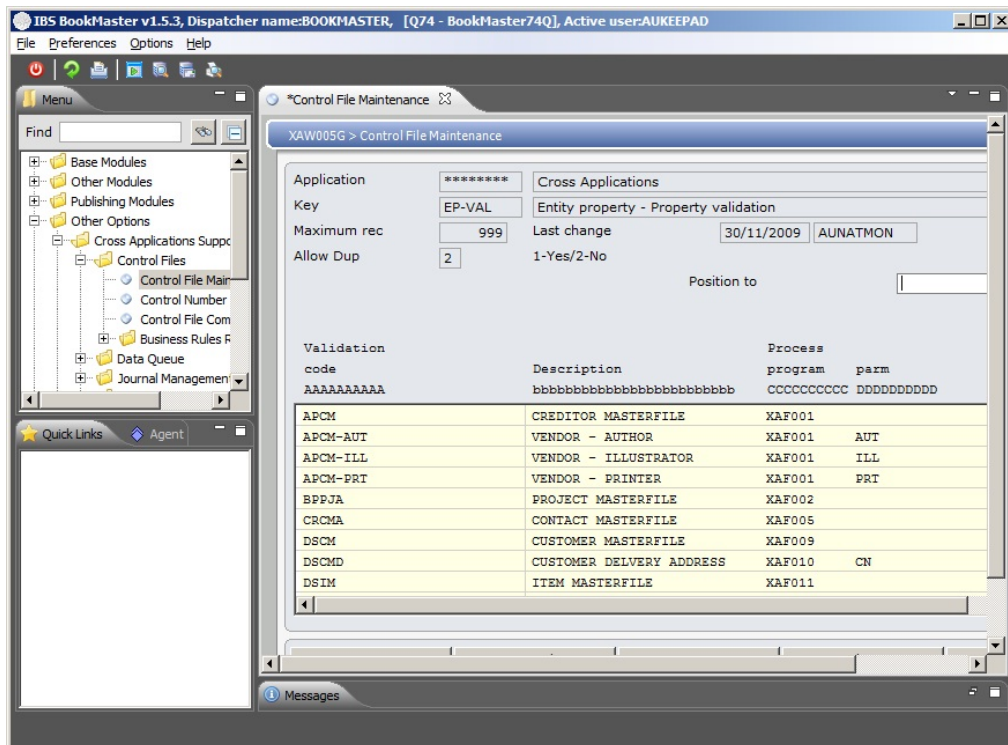 IBS BookMaster v1.5.3, Dispatcher name:BOOKMASTER, [Q74 - BookMaster74Q], Active user:AUKEEPAD
File Preferences Options Help
Menu
*Control File Maintenance
Find
XAW005G > Control File Maintenance
Base Modules
Other Modules
Publishing Modules
Other Options
Cross Applications Suppo
Control Files
Control File Main
Control Number
Control File Com
Business Rules R
Data Queue
Journal Management
Application ******** Cross Applications
Key EP-VAL Entity property - Property validation
Maximum rec 999 Last change 30/11/2009 AUNATMON
Allow Dup 2 1-Yes/2-No
Position to
Validation Process
code Description program parm
AAAAAAAAAA bbbbbbbbbbbbbbbbbbbbbbbbb CCCCCCCCCC DDDDDDDDDD
APCM CREDITOR MASTERFILE XAF001
APCM-AUT VENDOR - AUTHOR XAF001 AUT
APCM-ILL VENDOR - ILLUSTRATOR XAF001 ILL
APCM-PRT VENDOR - PRINTER XAF001 PRT
BPPJA PROJECT MASTERFILE XAF002
CRCMA CONTACT MASTERFILE XAF005
DSCM CUSTOMER MASTERFILE XAF009
DSCMD CUSTOMER DELVERY ADDRESS XAF010 CN
DSIM ITEM MASTERFILE XAF011
Quick Links Agent
Messages